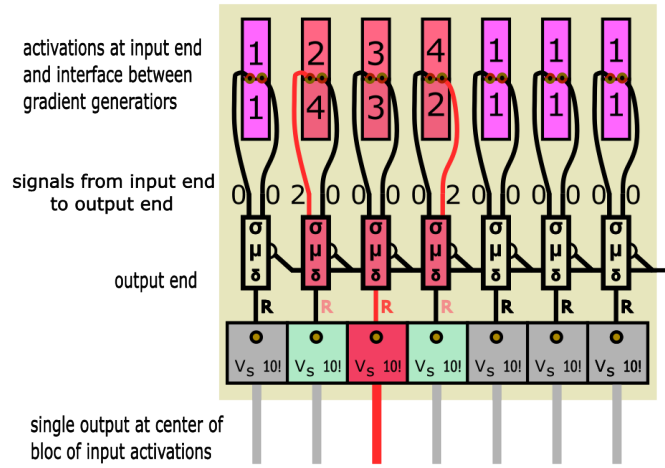 activations at input end
and interface between
gradient generatiors
1 2 3 4 1 1 1
1 4 3 2 1 1 1
signals from input end
to output end
0 0 2 0 0 0 0 2 0 0 0 0 0 0
σ σ σ σ σ σ σ
μ μ μ μ μ μ μ
δ δ δ δ δ δ δ
output end
R R R R R R R
Vs 10! Vs 10! Vs 10! Vs 10! Vs 10! Vs 10! Vs 10!
single output at center of
bloc of input activations